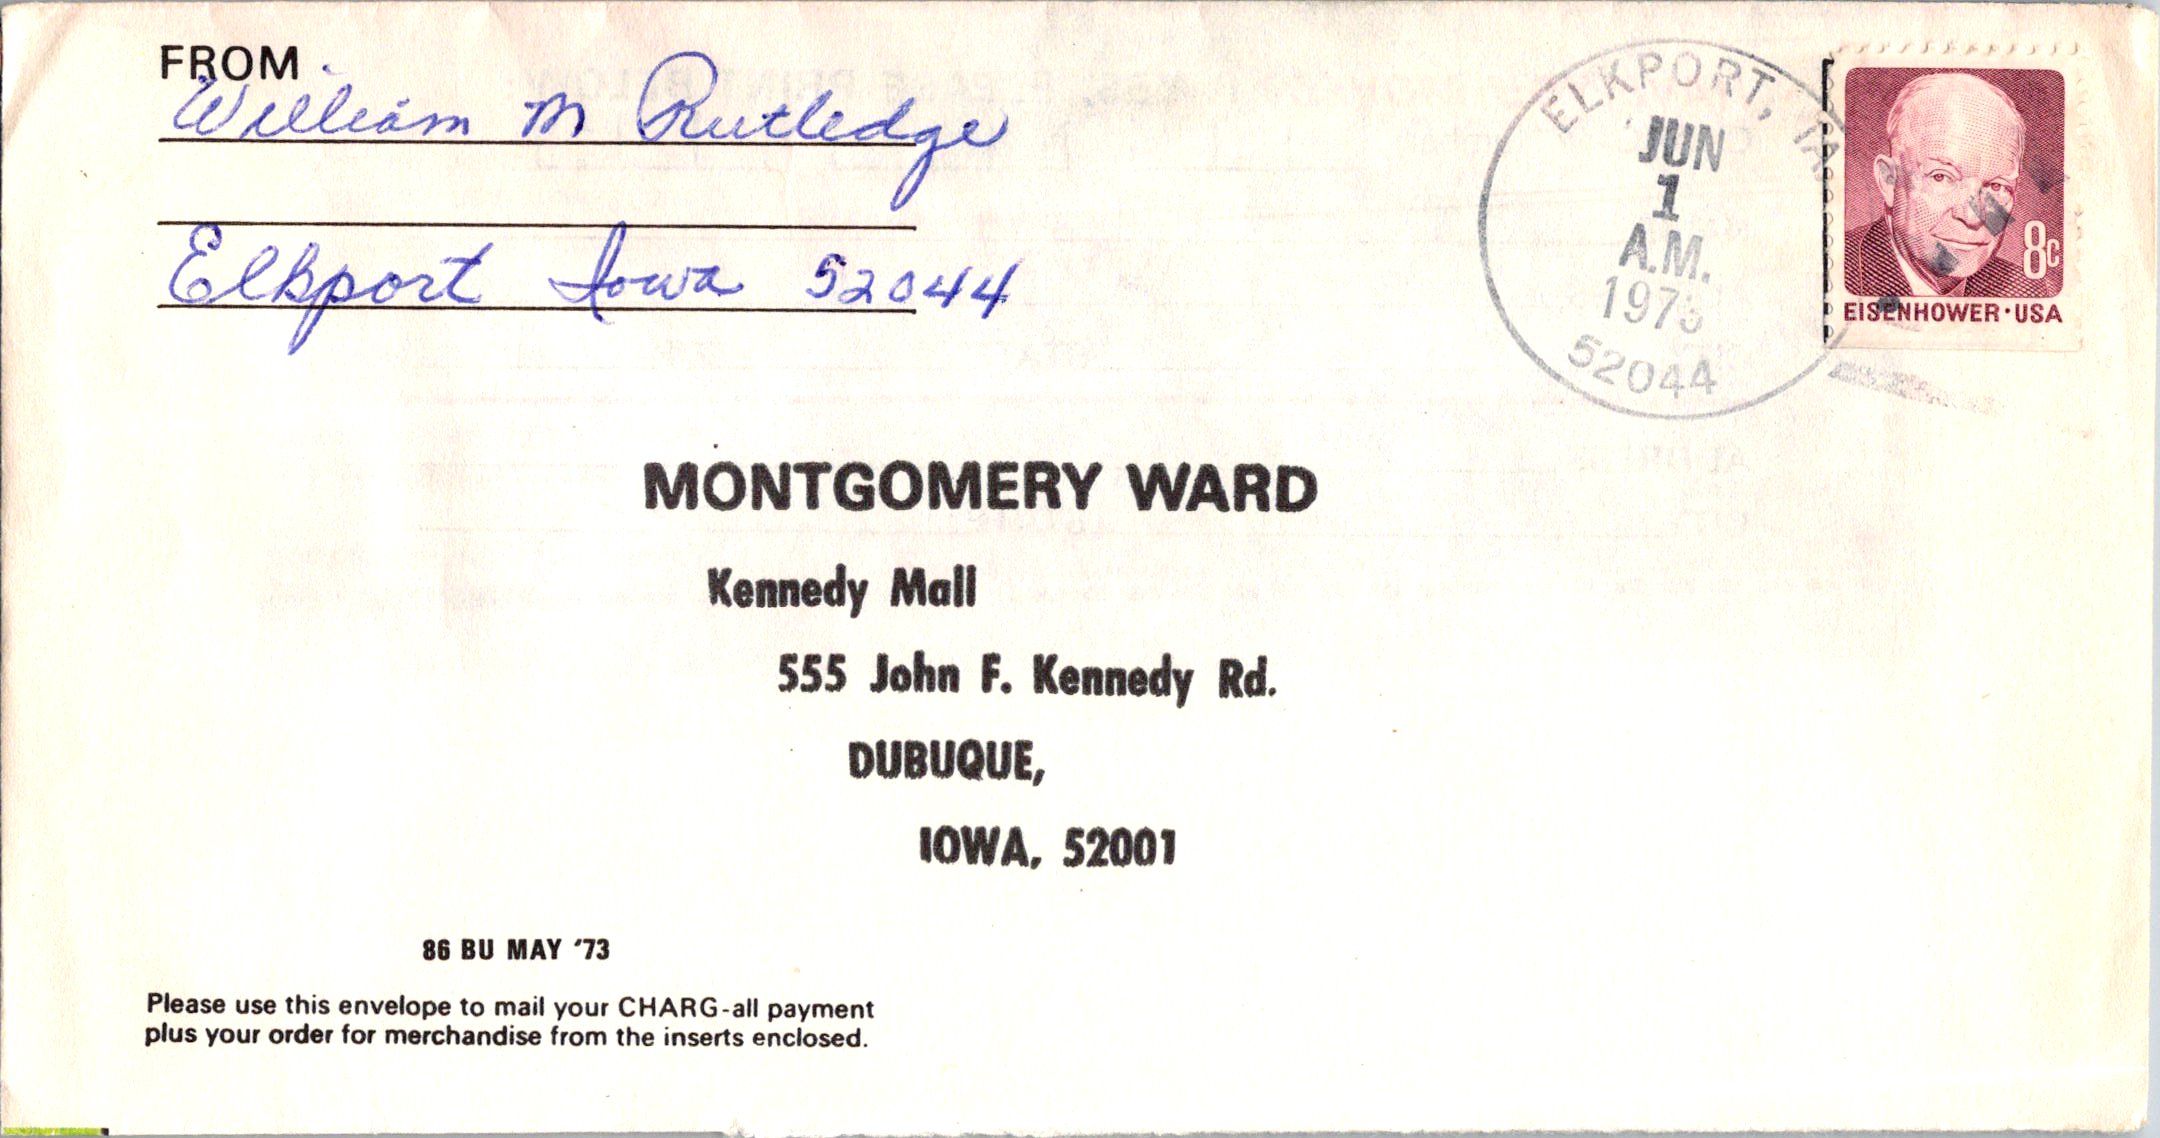 FROM
William M Rutledge
Elkport Iowa 52044
ELKPORT, IA.
JUN
1
A.M.
1973
52044
8c
EISENHOWER·USA
MONTGOMERY WARD
Kennedy Mall
555 John F. Kennedy Rd.
DUBUQUE,
IOWA, 52001
86 BU MAY '73
Please use this envelope to mail your CHARG-all payment
plus your order for merchandise from the inserts enclosed.